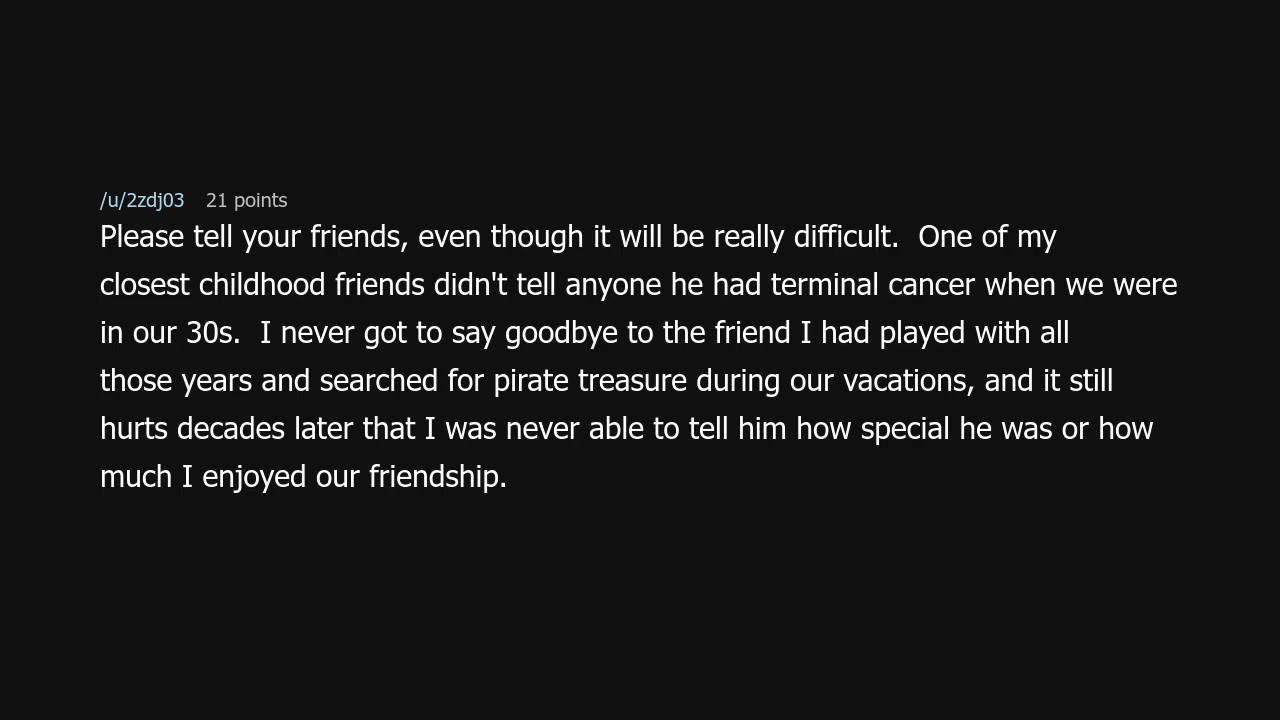 /u/2zdj03 21 points
Please tell your friends, even though it will be really difficult.  One of my
closest childhood friends didn't tell anyone he had terminal cancer when we were
in our 30s.  I never got to say goodbye to the friend I had played with all
those years and searched for pirate treasure during our vacations, and it still
hurts decades later that I was never able to tell him how special he was or how
much I enjoyed our friendship.